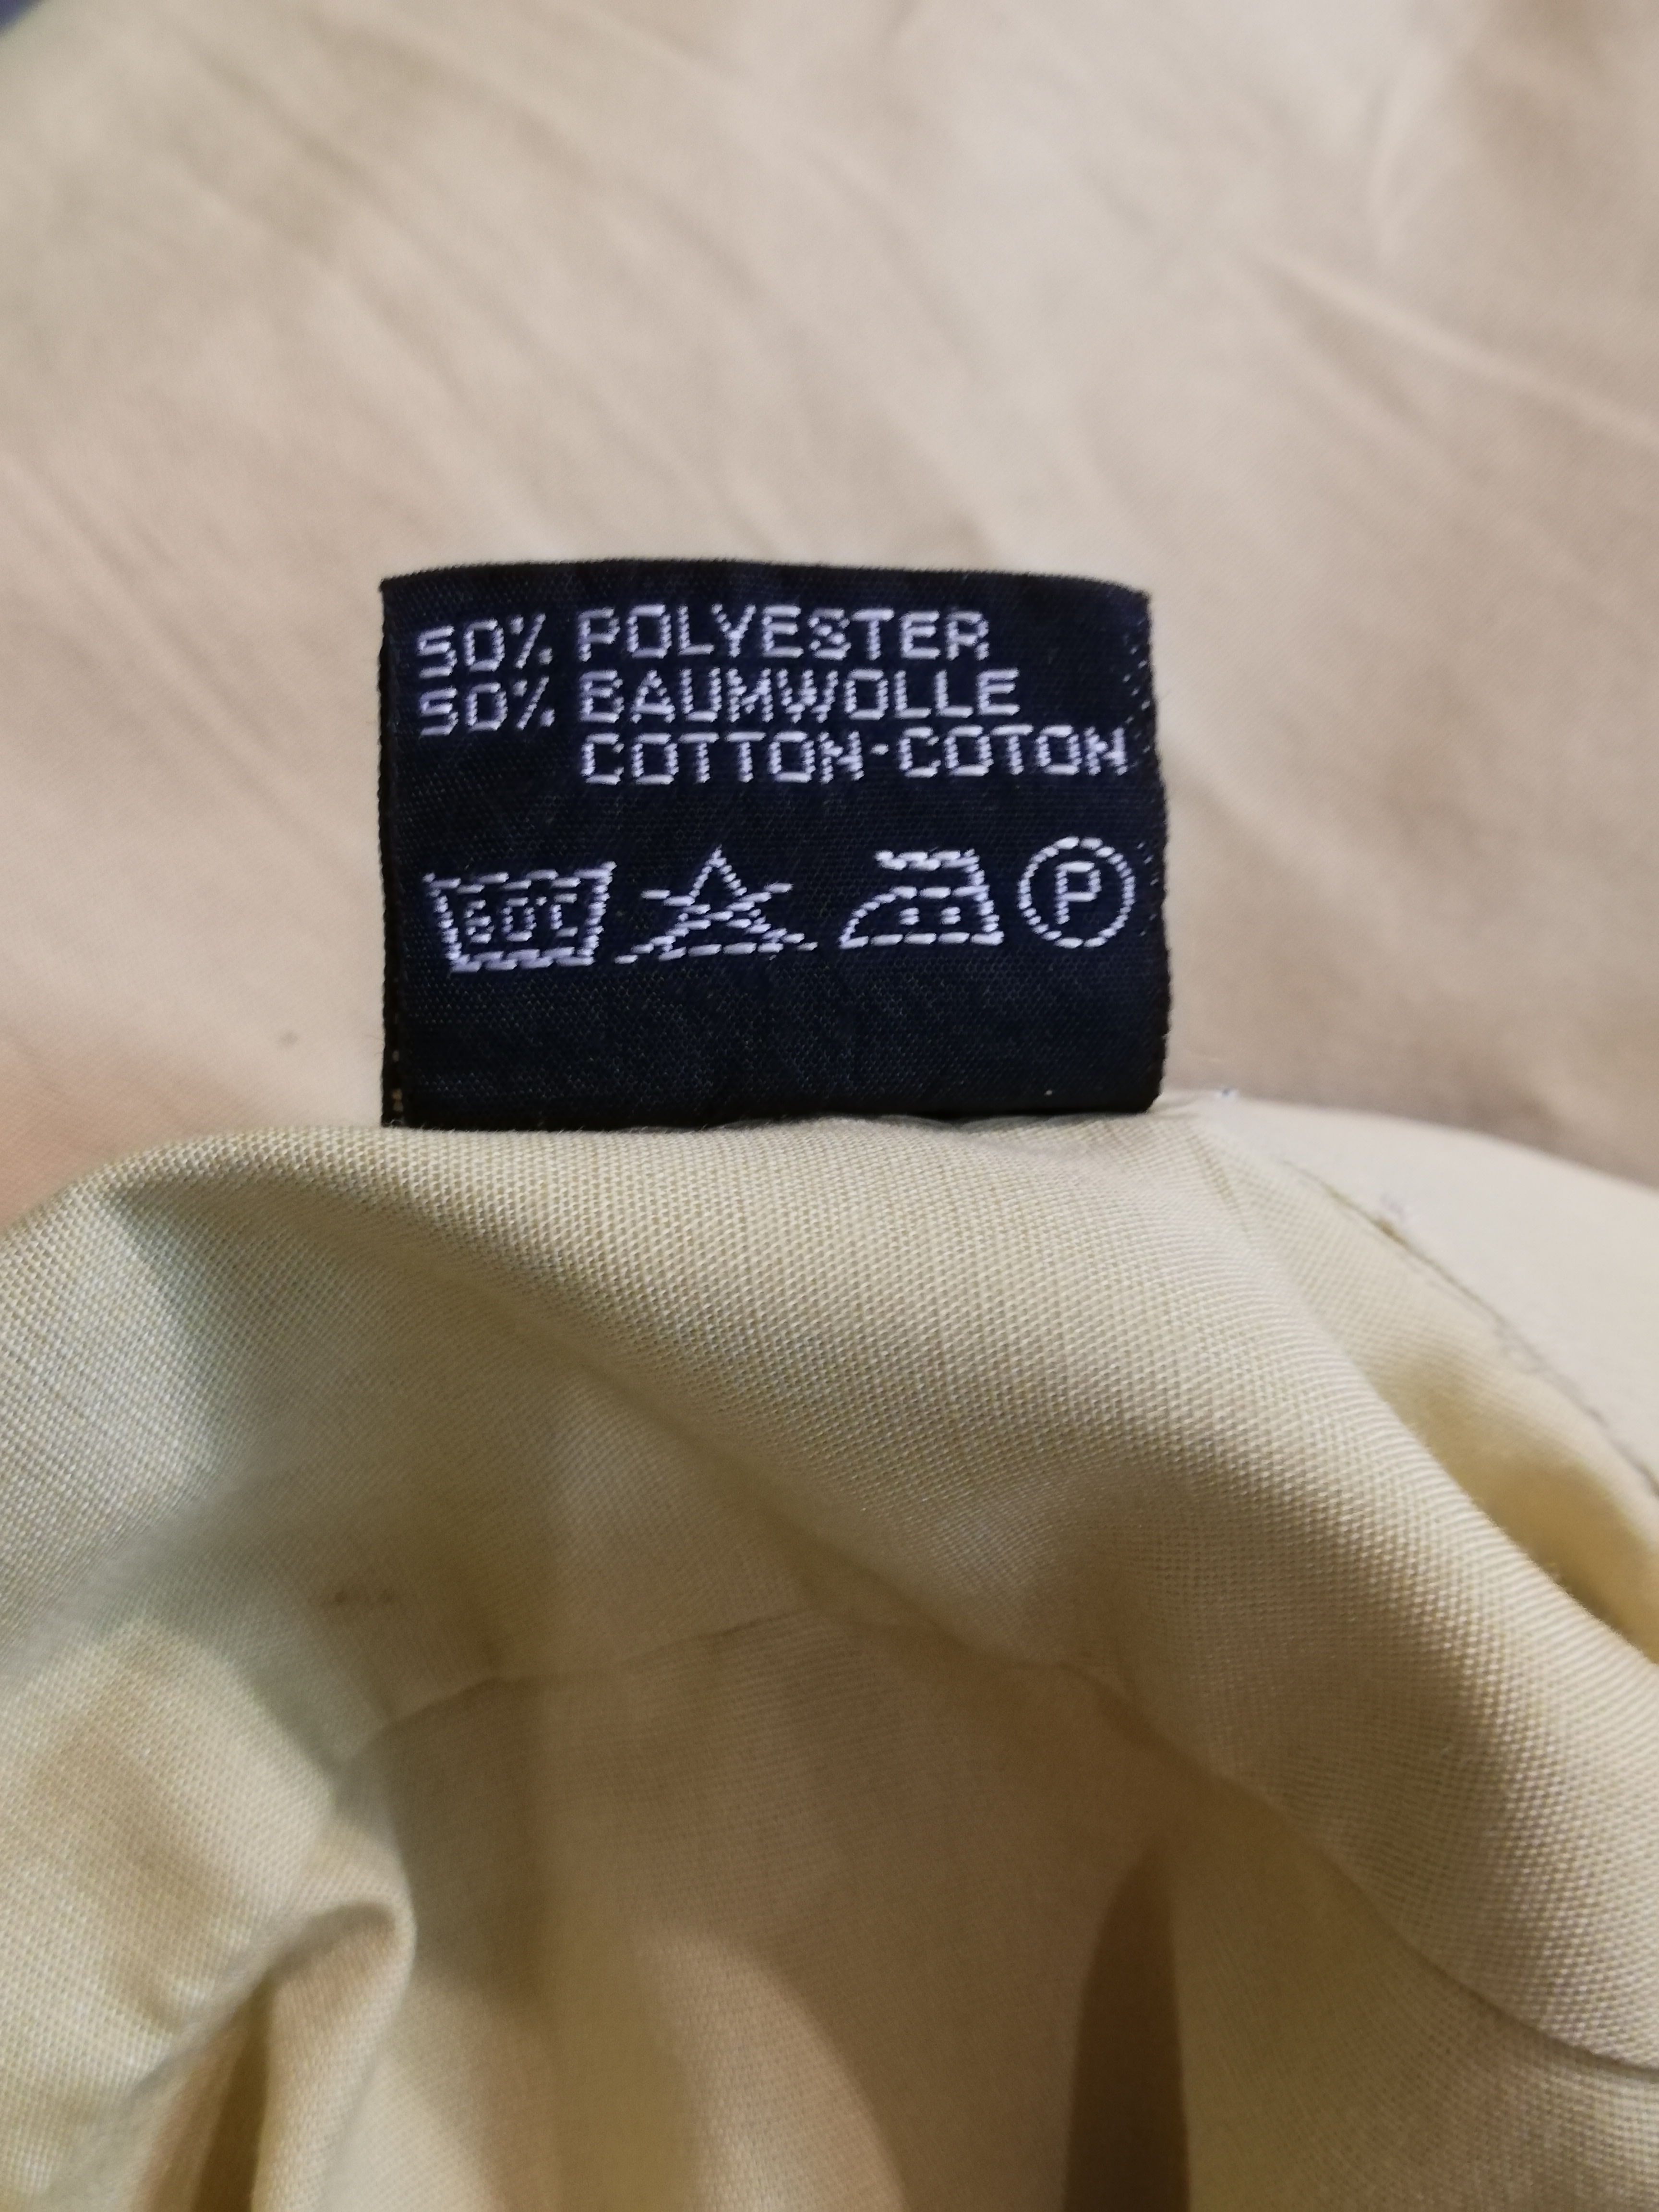 50% POLYESTER
50% BAUMWOLLE
COTTON-COTON
60°C P